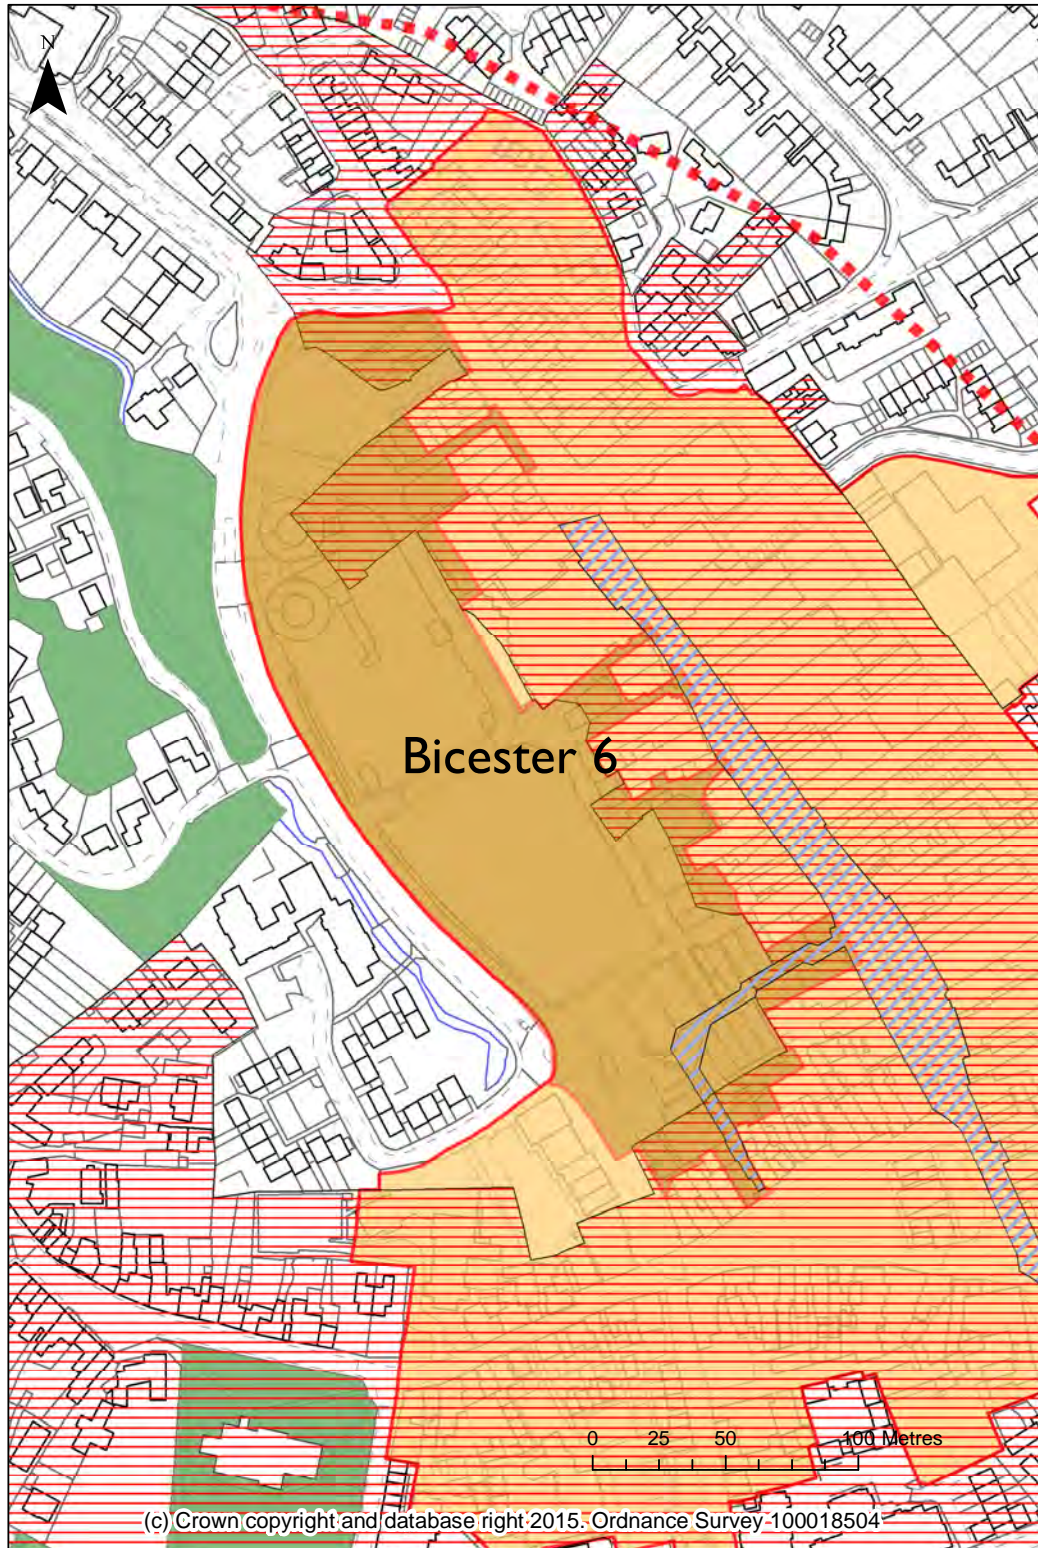 N
Bicester 6
0 25 50 100 Metres
(c) Crown copyright and database right 2015. Ordnance Survey 100018504